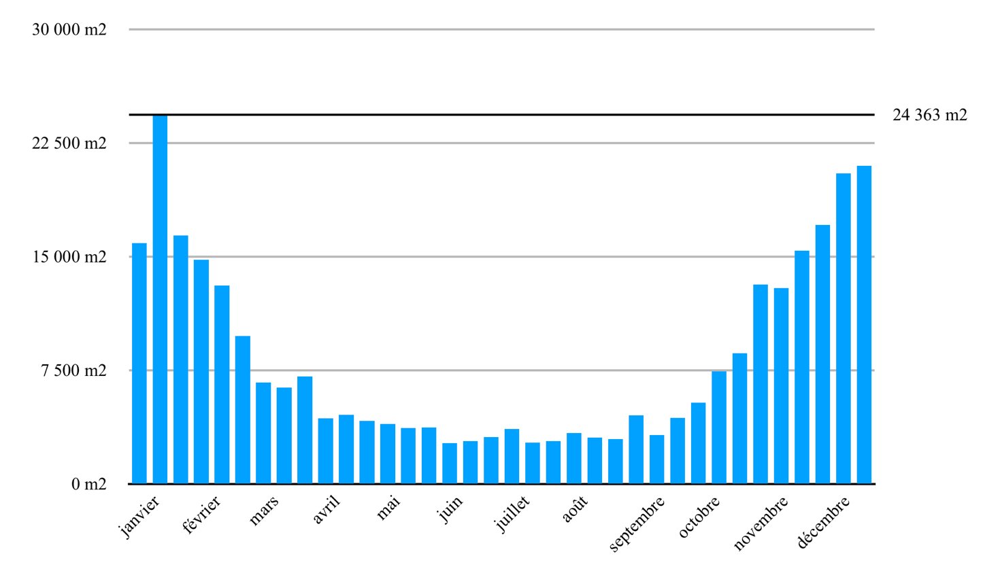 30 000 m2
24 363 m2
22 500 m2
15 000 m2
7 500 m2
0 m2
janvier
février
mars
avril
mai
juin
juillet
août
septembre
octobre
novembre
décembre